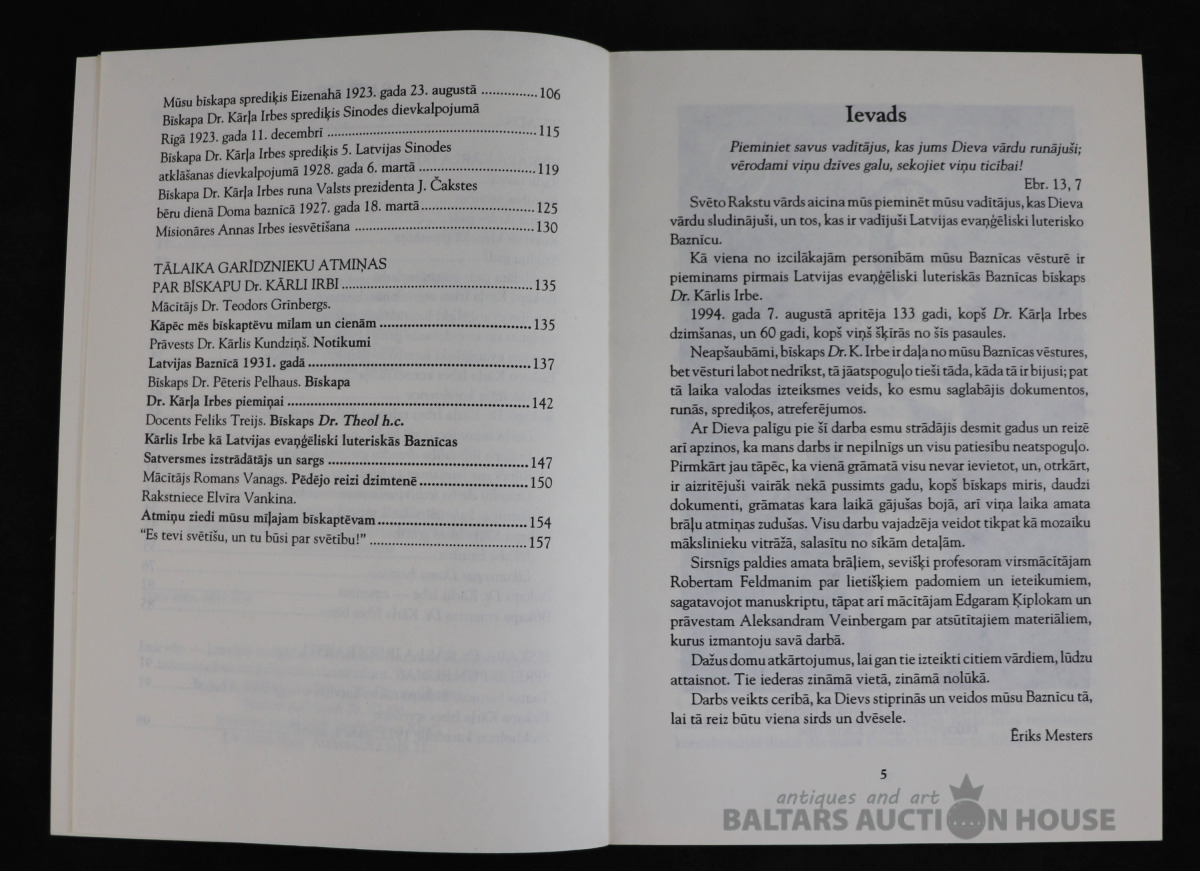 Mūsu bīskapa sprediķis Eizenahā 1923. gada 23. augustā ..............106
Bīskapa Dr. Kārļa Irbes sprediķis Sinodes dievkalpojumā
Rīgā 1923. gada 11. decembrī ....................................................115
Bīskapa Dr. Kārļa Irbes sprediķis 5. Latvijas Sinodes
atklāšanas dievkalpojumā 1928. gada 6. martā ...........................119
Bīskapa Dr. Kārļa Irbes runa Valsts prezidenta J. Čakstes
bēru dienā Doma baznīcā 1927. gada 18. martā...........................125
Misionāres Annas Irbes iesvētīšana .............................................130
TĀLAIKA GARĪDZNIEKU ATMIŅAS
PAR BĪSKAPU Dr. KĀRLI IRBI ...............................................135
Mācītājs Dr. Teodors Grīnbergs.
Kāpēc mēs bīskaptēvu mīlam un cienām ......................................135
Prāvests Dr. Kārlis Kundziņš. Notikumi
Latvijas Baznīcā 1931. gadā ........................................................137
Bīskaps Dr. Pēteris Pelhaus. Bīskapa
Dr. Kārļa Irbes piemiņai ............................................................142
Docents Feliks Treijs. Bīskaps Dr. Theol h.c.
Kārlis Irbe kā Latvijas evaņģēliski luteriskās Baznīcas
Satversmes izstrādātājs un sargs ..................................................147
Mācītājs Romans Vanags. Pēdējo reizi dzimtenē ...........................150
Rakstniece Elvīra Vankina.
Atmiņu ziedi mūsu mīļajam bīskaptēvam......................................154
“Es tevi svētīšu, un tu būsi par svētību!” ......................................157
Ievads
Pieminiet savus vadītājus, kas jums Dieva vārdu runājuši;
vērodami viņu dzīves galu, sekojiet viņu ticībai!
Ebr. 13, 7
Svēto Rakstu vārds aicina mūs pieminēt mūsu vadītājus, kas Dieva
vārdu sludinājuši, un tos, kas ir vadījuši Latvijas evaņģēliski luterisko
Baznīcu.
Kā viena no izcilākajām personībām mūsu Baznīcas vēsturē ir
pieminams pirmais Latvijas evaņģēliski luteriskās Baznīcas bīskaps
Dr. Kārlis Irbe.
1994. gada 7. augustā apritēja 133 gadi, kopš Dr. Kārļa Irbes
dzimšanas, un 60 gadi, kopš viņš šķīrās no šīs pasaules.
Neapšaubāmi, bīskaps Dr. K. Irbe ir daļa no mūsu Baznīcas vēstures,
bet vēsturi labot nedrīkst, tā jāatspoguļo tieši tāda, kāda tā ir bijusi; pat
tā laika valodas izteiksmes veids, ko esmu saglabājis dokumentos,
runās, sprediķos, atreferējumos.
Ar Dieva palīgu pie šī darba esmu strādājis desmit gadus un reizē
arī apzinos, ka mans darbs ir nepilnīgs un visu patiesību neatspoguļo.
Pirmkārt jau tāpēc, ka vienā grāmatā visu nevar ievietot, un, otrkārt,
ir aizritējuši vairāk nekā pussimts gadu, kopš bīskaps miris, daudzi
dokumenti, grāmatas kara laikā gājušas bojā, arī viņa laika amata
brāļu atmiņas zudušas. Visu darbu vajadzēja veidot tikpat kā mozaīku
mākslinieku vitrāžā, salasītu no sīkām detaļām.
Sirsnīgs paldies amata brāļiem, sevišķi profesoram virsmācītājam
Robertam Feldmanim par lietišķiem padomiem un ieteikumiem,
sagatavojot manuskriptu, tāpat arī mācītājam Edgaram Ķiplokam un
prāvestam Aleksandram Veinbergam par atsūtītajiem materiāliem,
kurus izmantoju savā darbā.
Dažus domu atkārtojumus, lai gan tie izteikti citiem vārdiem, lūdzu
attaisnot. Tie iederas zināmā vietā, zināmā nolūkā.
Darbs veikts cerībā, ka Dievs stiprinās un veidos mūsu Baznīcu tā,
lai tā reiz būtu viena sirds un dvēsele.
Ēriks Mesters
5
antiques and art
BALTARS AUCTION HOUSE